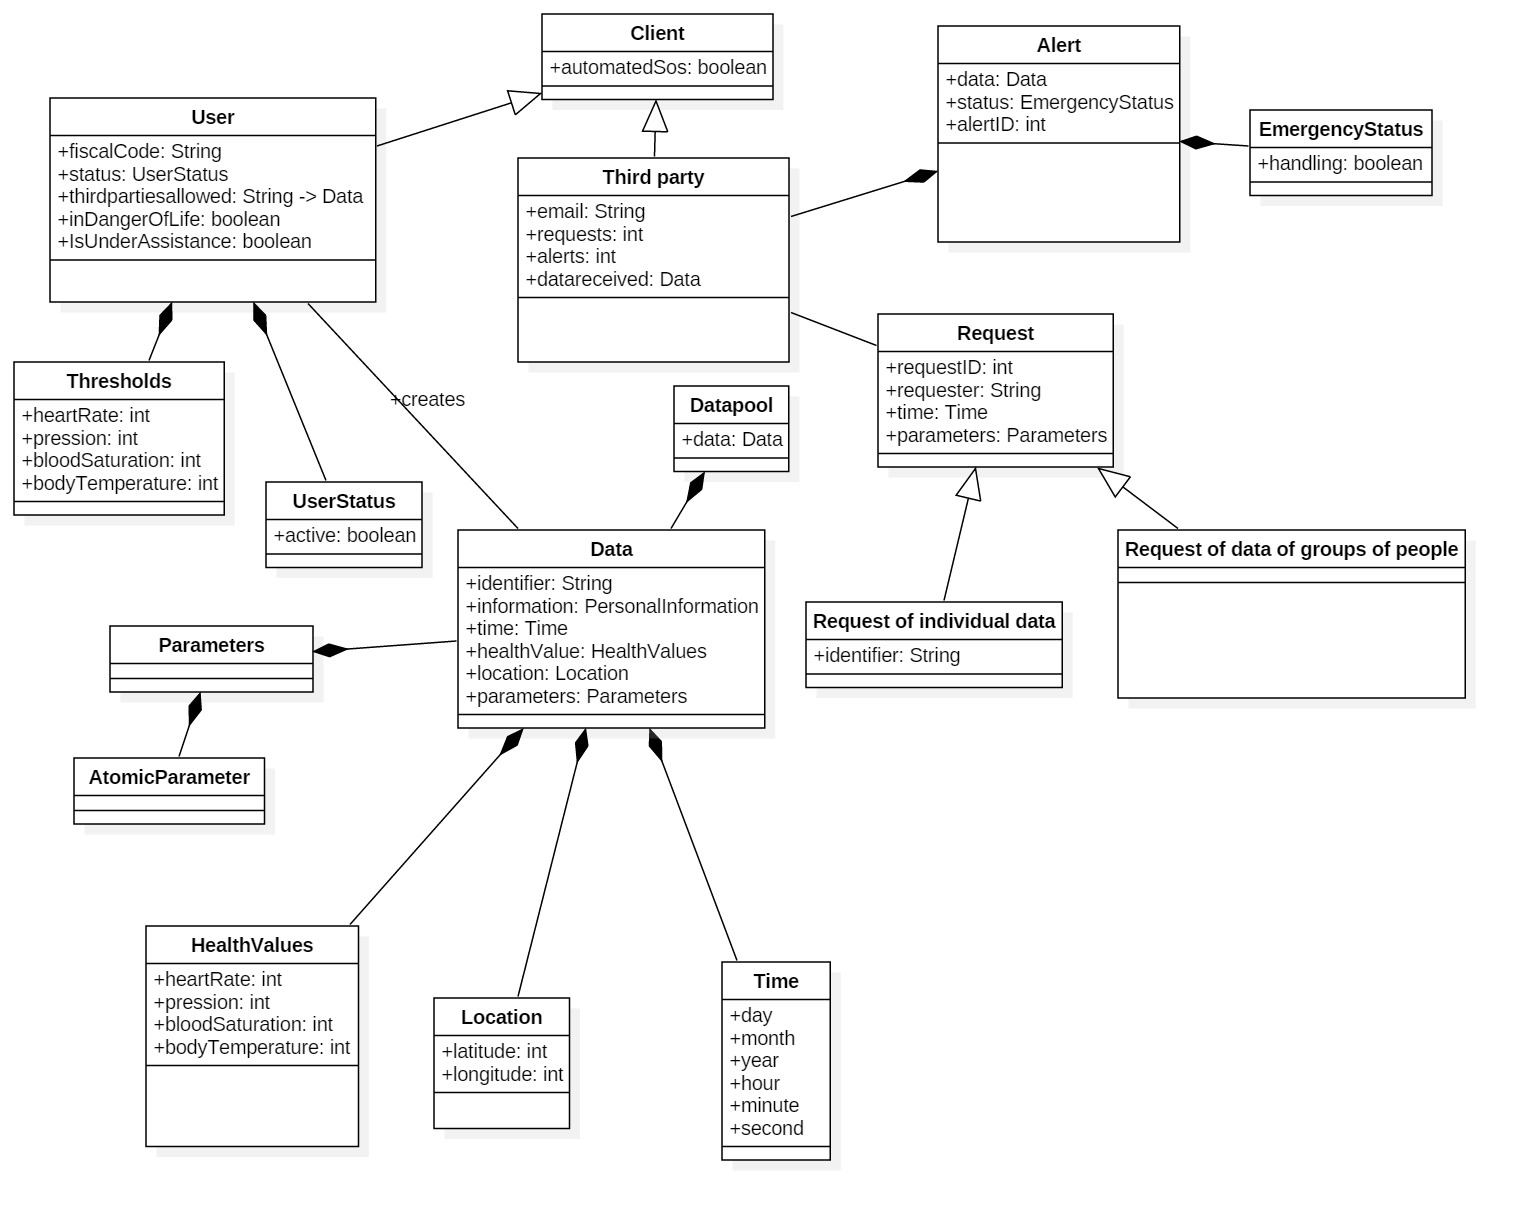 Client
+automatedSos: boolean
Alert
+data: Data
+status: EmergencyStatus
+alertID: int
EmergencyStatus
+handling: boolean
User
+fiscalCode: String
+status: UserStatus
+thirdpartiesallowed: String -> Data
+inDangerOfLife: boolean
+IsUnderAssistance: boolean
Third party
+email: String
+requests: int
+alerts: int
+datareceived: Data
Request
+requestID: int
+requester: String
+time: Time
+parameters: Parameters
Thresholds
+heartRate: int
+pression: int
+bloodSaturation: int
+bodyTemperature: int
+creates
Datapool
+data: Data
UserStatus
+active: boolean
Data
+identifier: String
+information: PersonalInformation
+time: Time
+healthValue: HealthValues
+location: Location
+parameters: Parameters
Request of data of groups of people
Request of individual data
+identifier: String
Parameters
AtomicParameter
HealthValues
+heartRate: int
+pression: int
+bloodSaturation: int
+bodyTemperature: int
Location
+latitude: int
+longitude: int
Time
+day
+month
+year
+hour
+minute
+second